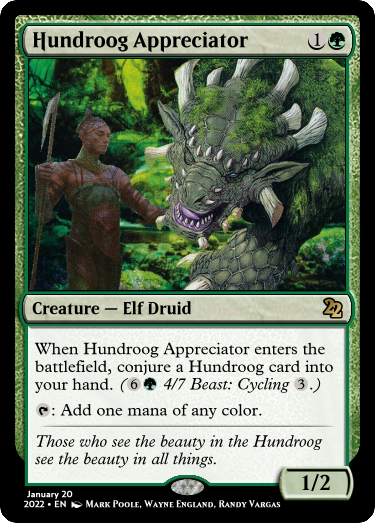 Hundroog Appreciator 1
Creature — Elf Druid 22
When Hundroog Appreciator enters the
battlefield, conjure a Hundroog card into
your hand. (6 4/7 Beast: Cycling 3.)
: Add one mana of any color.
Those who see the beauty in the Hundroog
see the beauty in all things.
1/2
January 20
2022 • EN Mark Poole, Wayne England, Randy Vargas